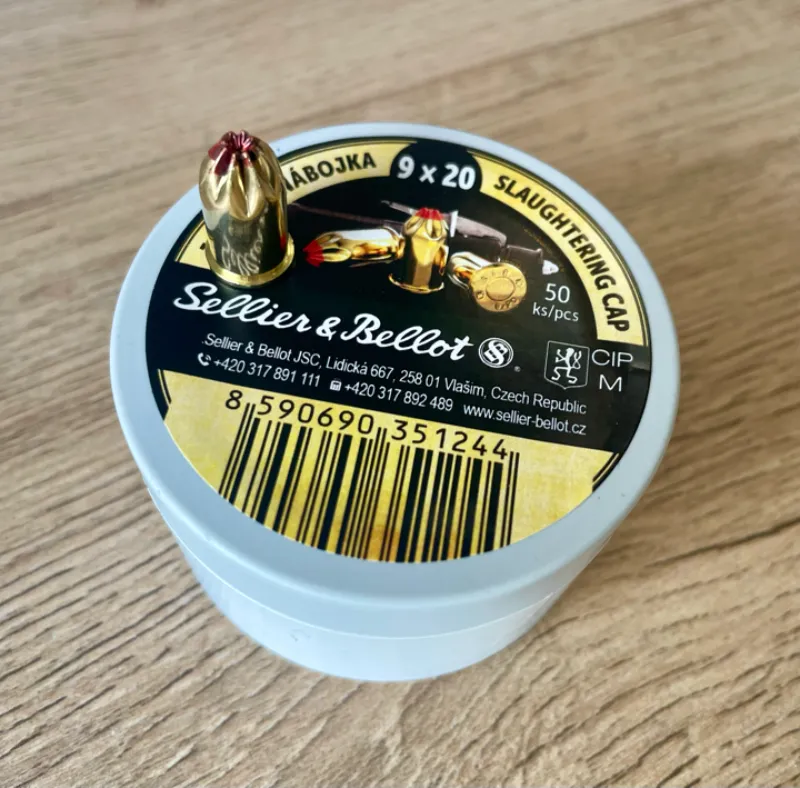 9 x 20
SLAUGHTERING CAP
50
ks/pcs
Sellier & Bellot
CIP
M
Sellier & Bellot JSC, Lidická 667, 258 01 Vlašim, Czech Republic
+420 317 891 111 +420 317 892 489 www.sellier-bellot.cz
8 590690 351244